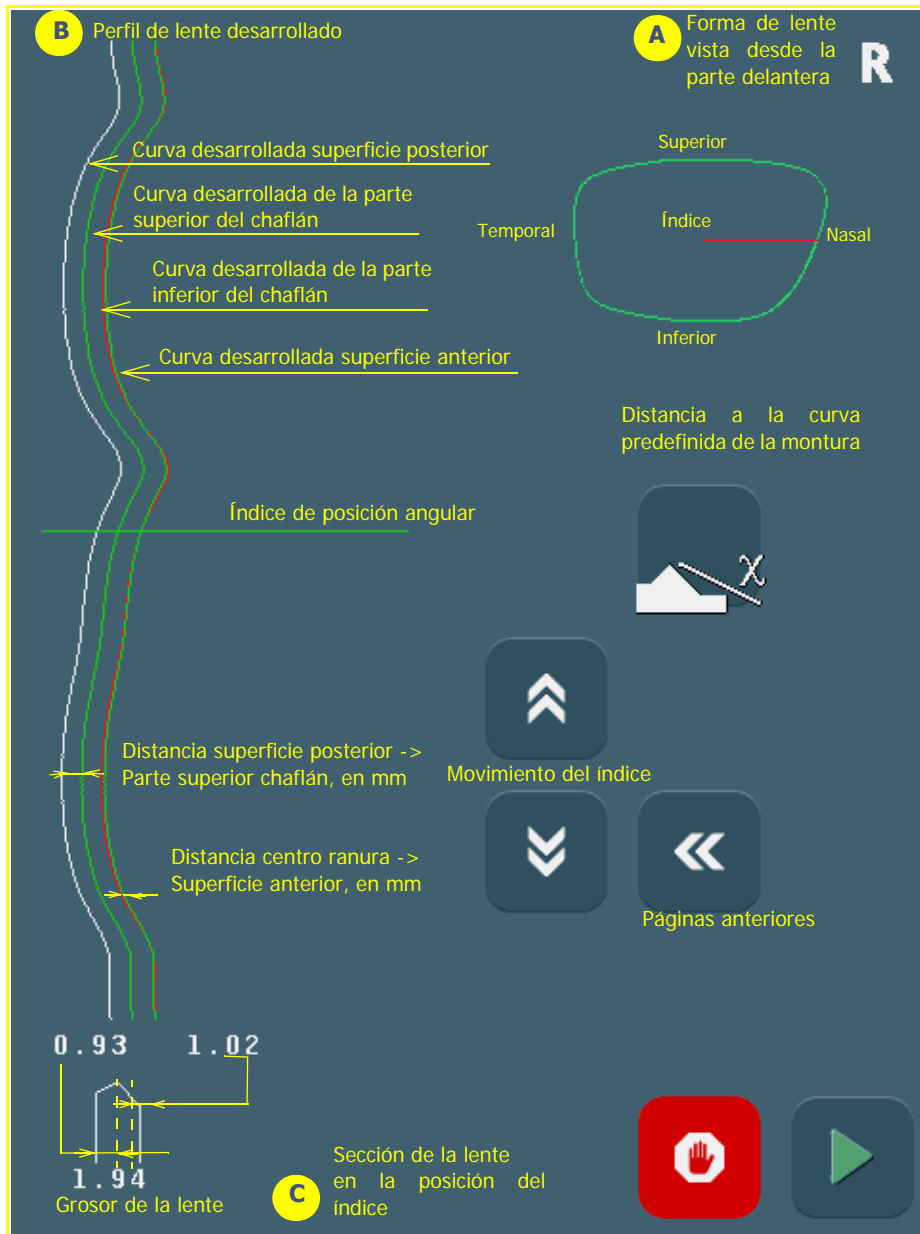 B Perfil de lente desarrollado
A Forma de lente
vista desde la
parte delantera
R
Curva desarrollada superficie posterior
Curva desarrollada de la parte
superior del chaflán
Curva desarrollada de la parte
inferior del chaflán
Curva desarrollada superficie anterior
Superior
Temporal
Índice
Nasal
Inferior
Distancia a la curva
predefinida de la montura
Índice de posición angular
x
Distancia superficie posterior ->
Parte superior chaflán, en mm
Movimiento del índice
Distancia centro ranura ->
Superficie anterior, en mm
Páginas anteriores
0.93 1.02
1.94
Grosor de la lente
C Sección de la lente
en la posición del
índice